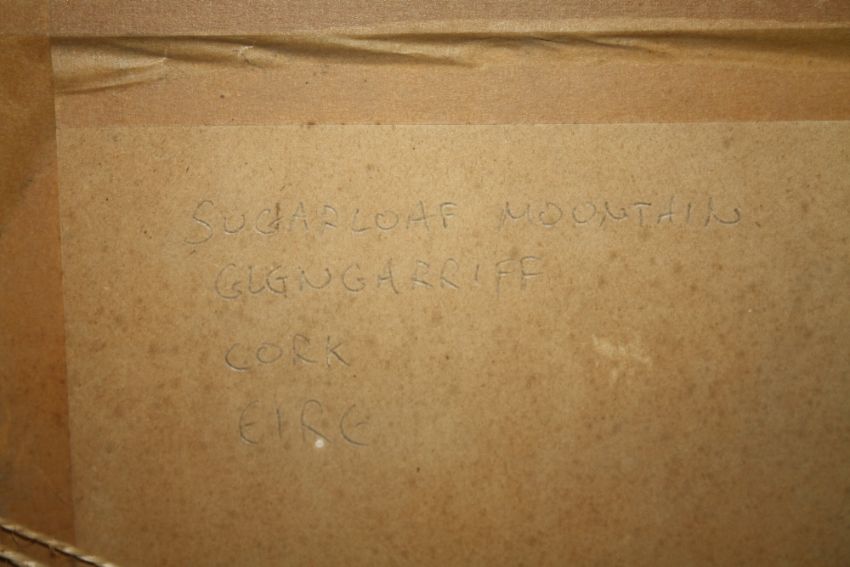 SUGARLOAF MOUNTAIN
GLENGARRIFF
CORK
EIRE